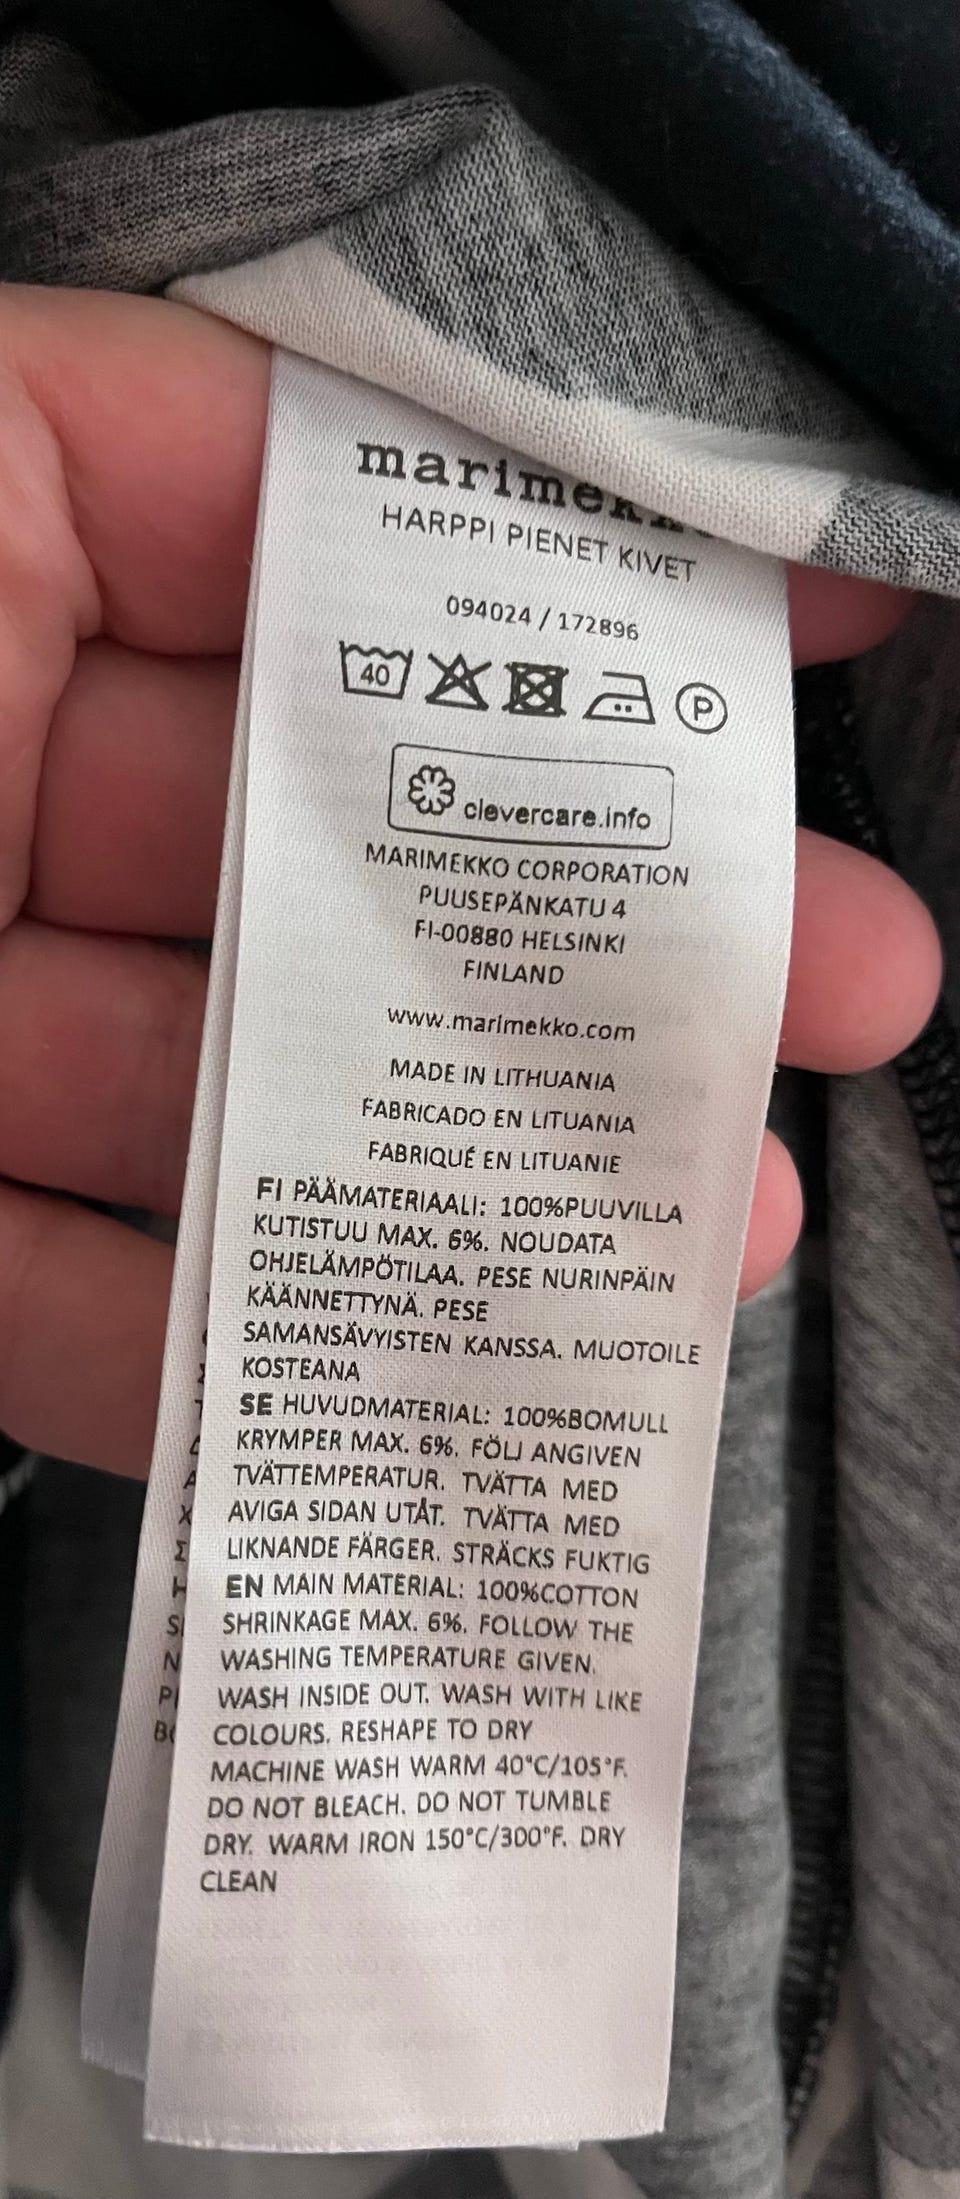 marimekko
HARPPI PIENET KIVET
094024 / 172896
40
P
clevercare.info
MARIMEKKO CORPORATION
PUUSEPÄNKATU 4
FI-00880 HELSINKI
FINLAND
www.marimekko.com
MADE IN LITHUANIA
FABRICADO EN LITUANIA
FABRIQUÉ EN LITUANIE
FI PÄÄMATERIAALI: 100%PUUVILLA
KUTISTUU MAX. 6%. NOUDATA
OHJELÄMPÖTILAA. PESE NURINPÄIN
KÄÄNNETTYNÄ. PESE
SAMANSÄVYISTEN KANSSA. MUOTOILE
KOSTEANA
SE HUVUDMATERIAL: 100%BOMULL
KRYMPER MAX. 6%. FÖLJ ANGIVEN
TVÄTTEMPERATUR. TVÄTTA MED
AVIGA SIDAN UTÅT. TVÄTTA MED
LIKNANDE FÄRGER. STRÄCKS FUKTIG
EN MAIN MATERIAL: 100%COTTON
SHRINKAGE MAX. 6%. FOLLOW THE
WASHING TEMPERATURE GIVEN.
WASH INSIDE OUT. WASH WITH LIKE
COLOURS. RESHAPE TO DRY
MACHINE WASH WARM 40°C/105°F.
DO NOT BLEACH. DO NOT TUMBLE
DRY. WARM IRON 150°C/300°F. DRY
CLEAN